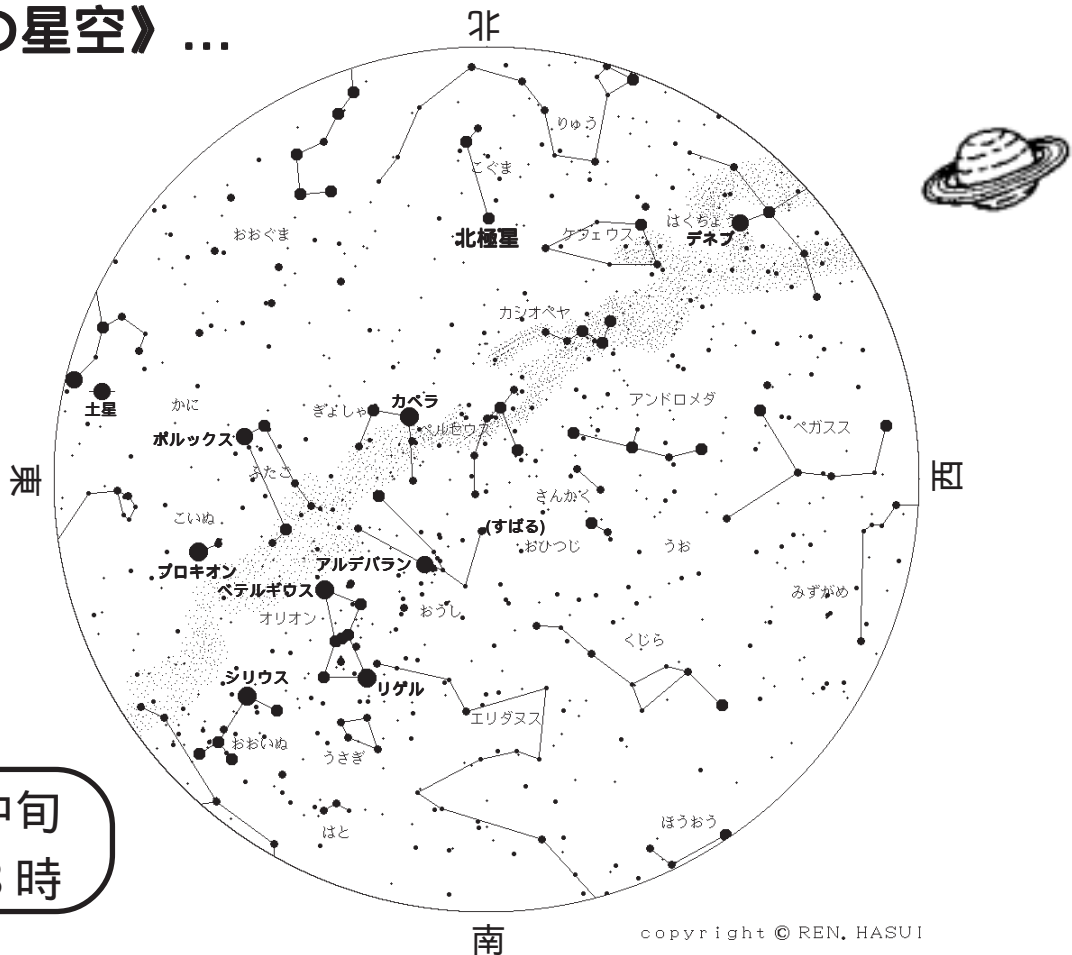 の星空》…
北
りゅう
こぐま
おおぐま
北極星
ケフェウス
はくちょう
デネブ
カシオペヤ
土星
かに
ぎょしゃ
カペラ
ペルセウス
アンドロメダ
ペガスス
ポルックス
ふたご
東
西
さんかく
こいぬ
(すばる)
おひつじ
うお
プロキオン
アルデバラン
ベテルギウス
みずがめ
オリオン
おうし
くじら
シリウス
リゲル
エリダヌス
おおいぬ
うさぎ
中旬
時
はと
ほうおう
南
copyright © REN. HASUI